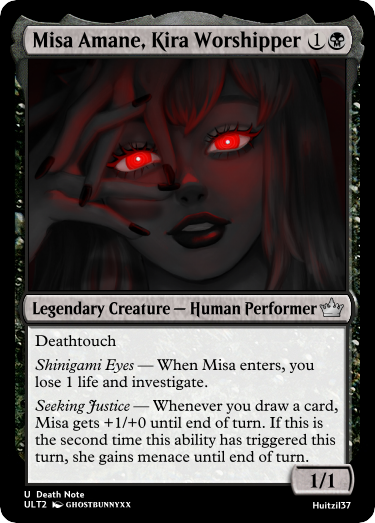 Misa Amane, Kira Worshipper 1
Legendary Creature — Human Performer
Deathtouch
Shinigami Eyes — When Misa enters, you
lose 1 life and investigate.
Seeking Justice — Whenever you draw a card,
Misa gets +1/+0 until end of turn. If this is
the second time this ability has triggered this
turn, she gains menace until end of turn.
1/1
U Death Note
ULT2 GHOSTBUNNYXX
Huitzil37